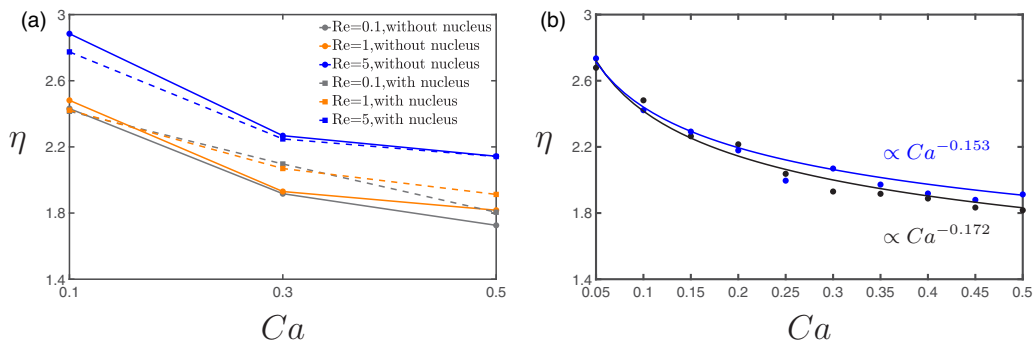 (a)
3
2.6
2.2
1.8
1.4
η
Re=0.1,without nucleus
Re=1,without nucleus
Re=5,without nucleus
Re=0.1,with nucleus
Re=1,with nucleus
Re=5,with nucleus
0.1
0.3
0.5
Ca
(b)
3
2.6
2.2
1.8
1.4
η
∝ Ca^{-0.153}
∝ Ca^{-0.172}
0.05
0.1
0.15
0.2
0.25
0.3
0.35
0.4
0.45
0.5
Ca